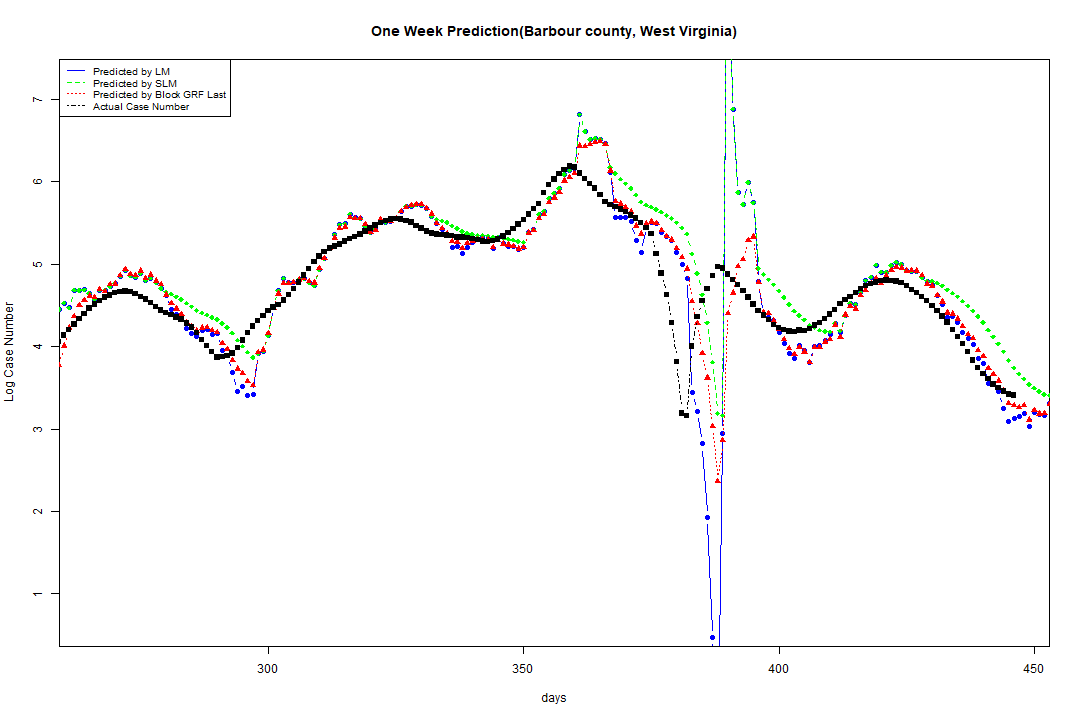 One Week Prediction(Barbour county, West Virginia)
Predicted by LM
Predicted by SLM
Predicted by Block GRF Last
Actual Case Number
Log Case Number
7
6
5
4
3
2
1
300
350
400
450
days